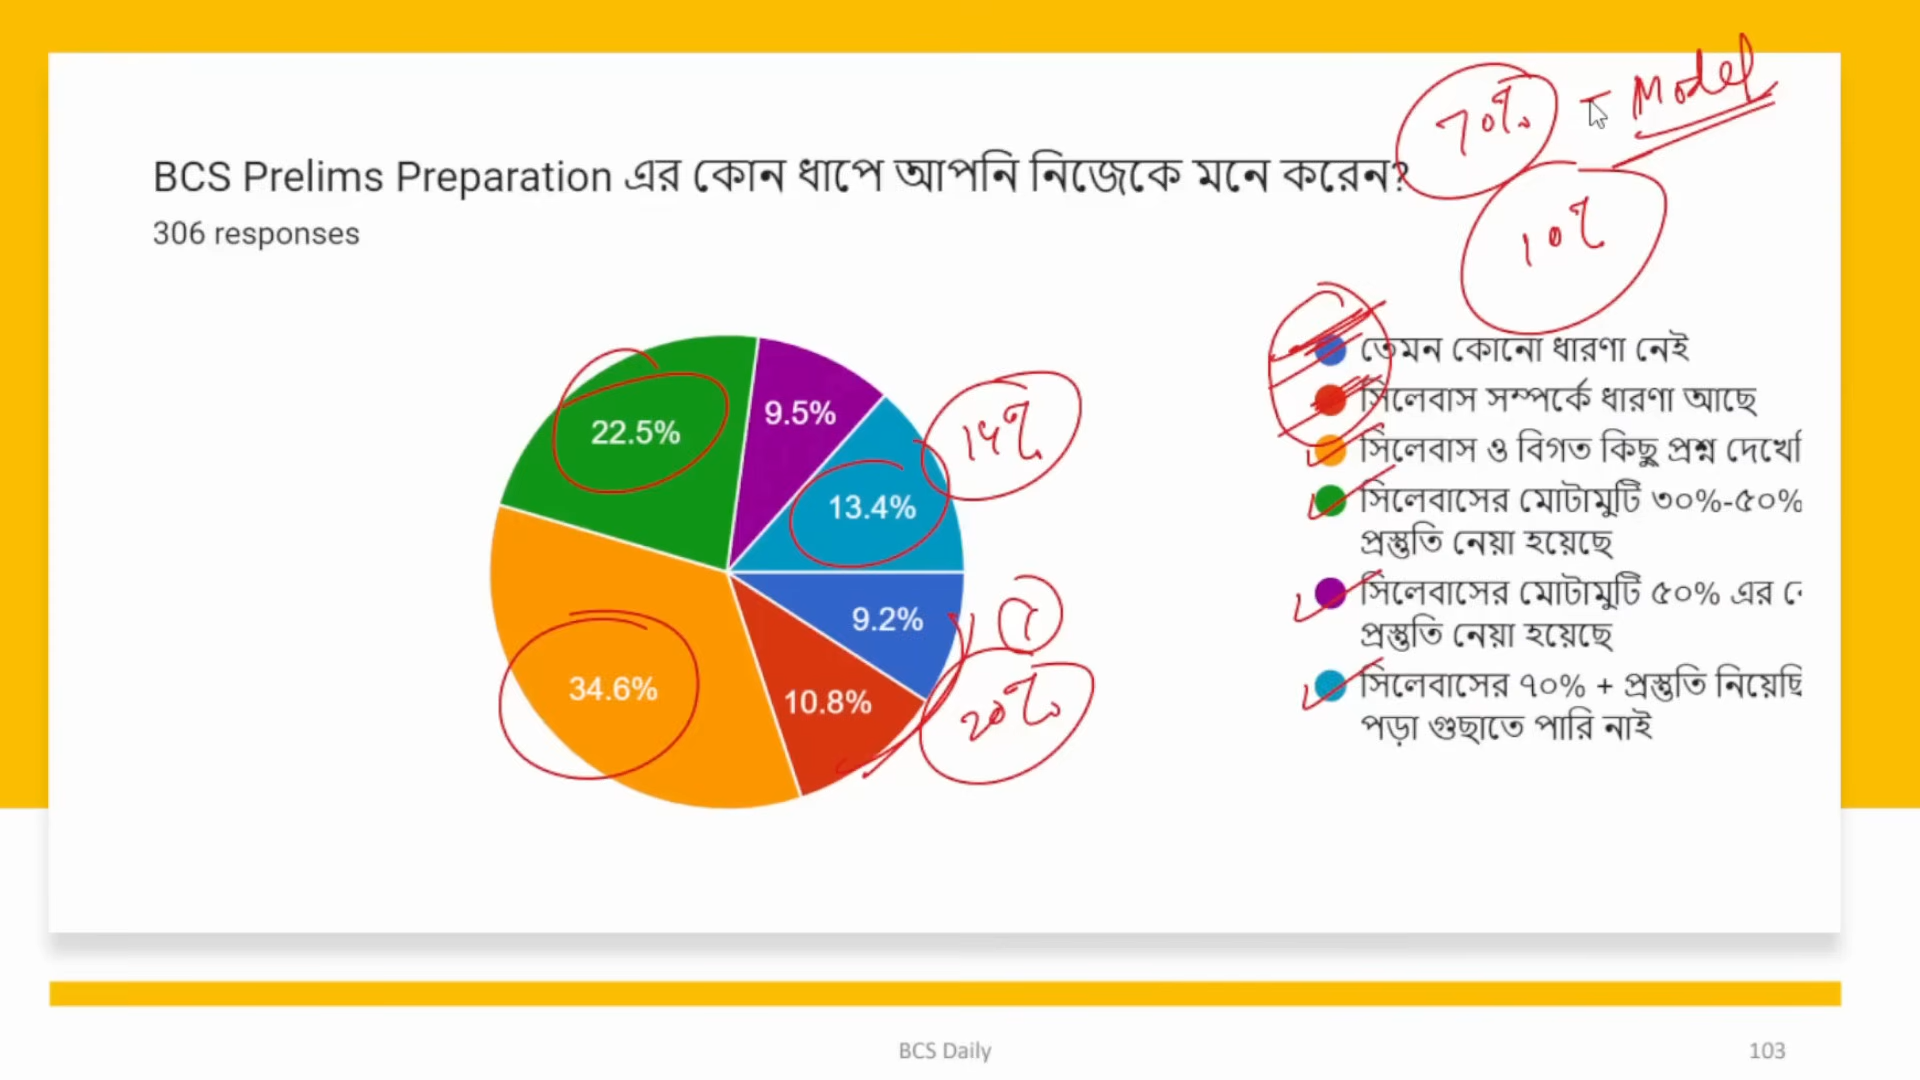 70% - Model
BCS Prelims Preparation এর কোন ধাপে আপনি নিজেকে মনে করেন?
306 responses
10%
তেমন কোনো ধারণা নেই
সিলেবাস সম্পর্কে ধারণা আছে
সিলেবাস ও বিগত কিছু প্রশ্ন দেখেছি
সিলেবাসের মোটামুটি ৩০%-৫০%
প্রস্তুতি নেয়া হয়েছে
সিলেবাসের মোটামুটি ৫০% এর
প্রস্তুতি নেয়া হয়েছে
সিলেবাসের ৭০% + প্রস্তুতি নিয়েছি
পড়া গুছাতে পারি নাই
22.5%
9.5%
13.4%
9.2%
34.6%
10.8%
20%
BCS Daily
103